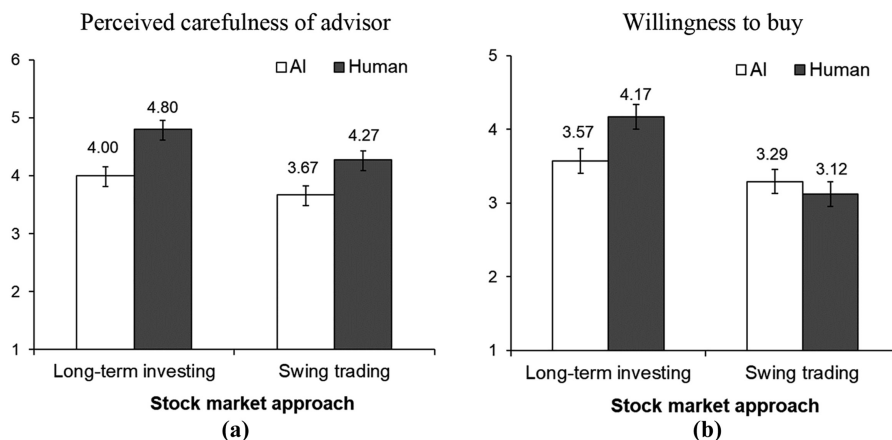 Perceived carefulness of advisor
6
5
4
3
2
1
AI
Human
4.00
4.80
3.67
4.27
Long-term investing
Swing trading
Stock market approach
(a)
Willingness to buy
5
4
3
2
1
AI
Human
3.57
4.17
3.29
3.12
Long-term investing
Swing trading
Stock market approach
(b)